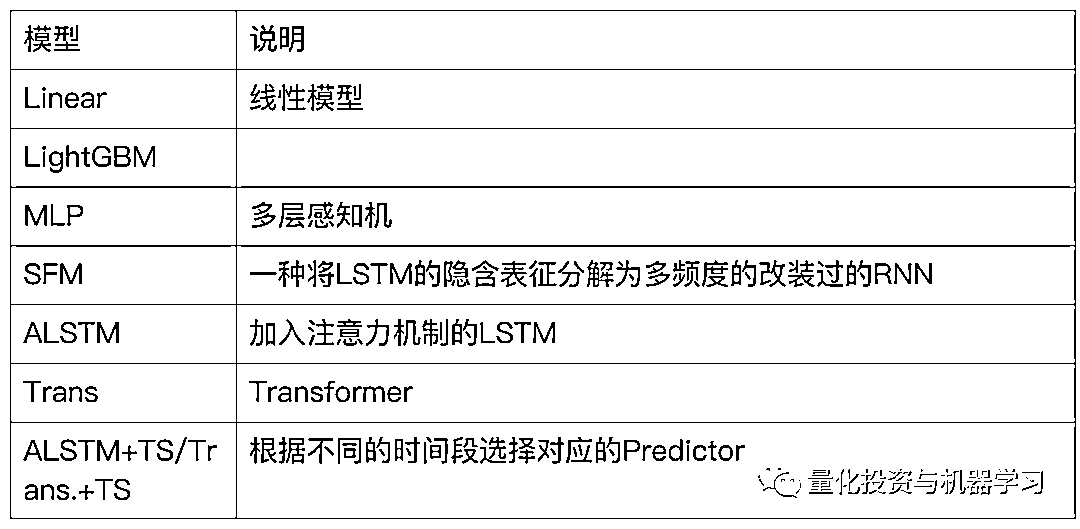 模型 说明
Linear 线性模型
LightGBM
MLP 多层感知机
SFM 一种将LSTM的隐含表征分解为多频度的改装过的RNN
ALSTM 加入注意力机制的LSTM
Trans Transformer
ALSTM+TS/Tr 根据不同的时间段选择对应的Predictor
ans.+TS
量化投资与机器学习